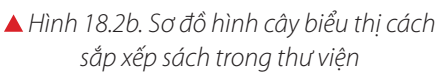 ▲ Hình 18.2b. Sơ đồ hình cây biểu thị cách
sắp xếp sách trong thư viện